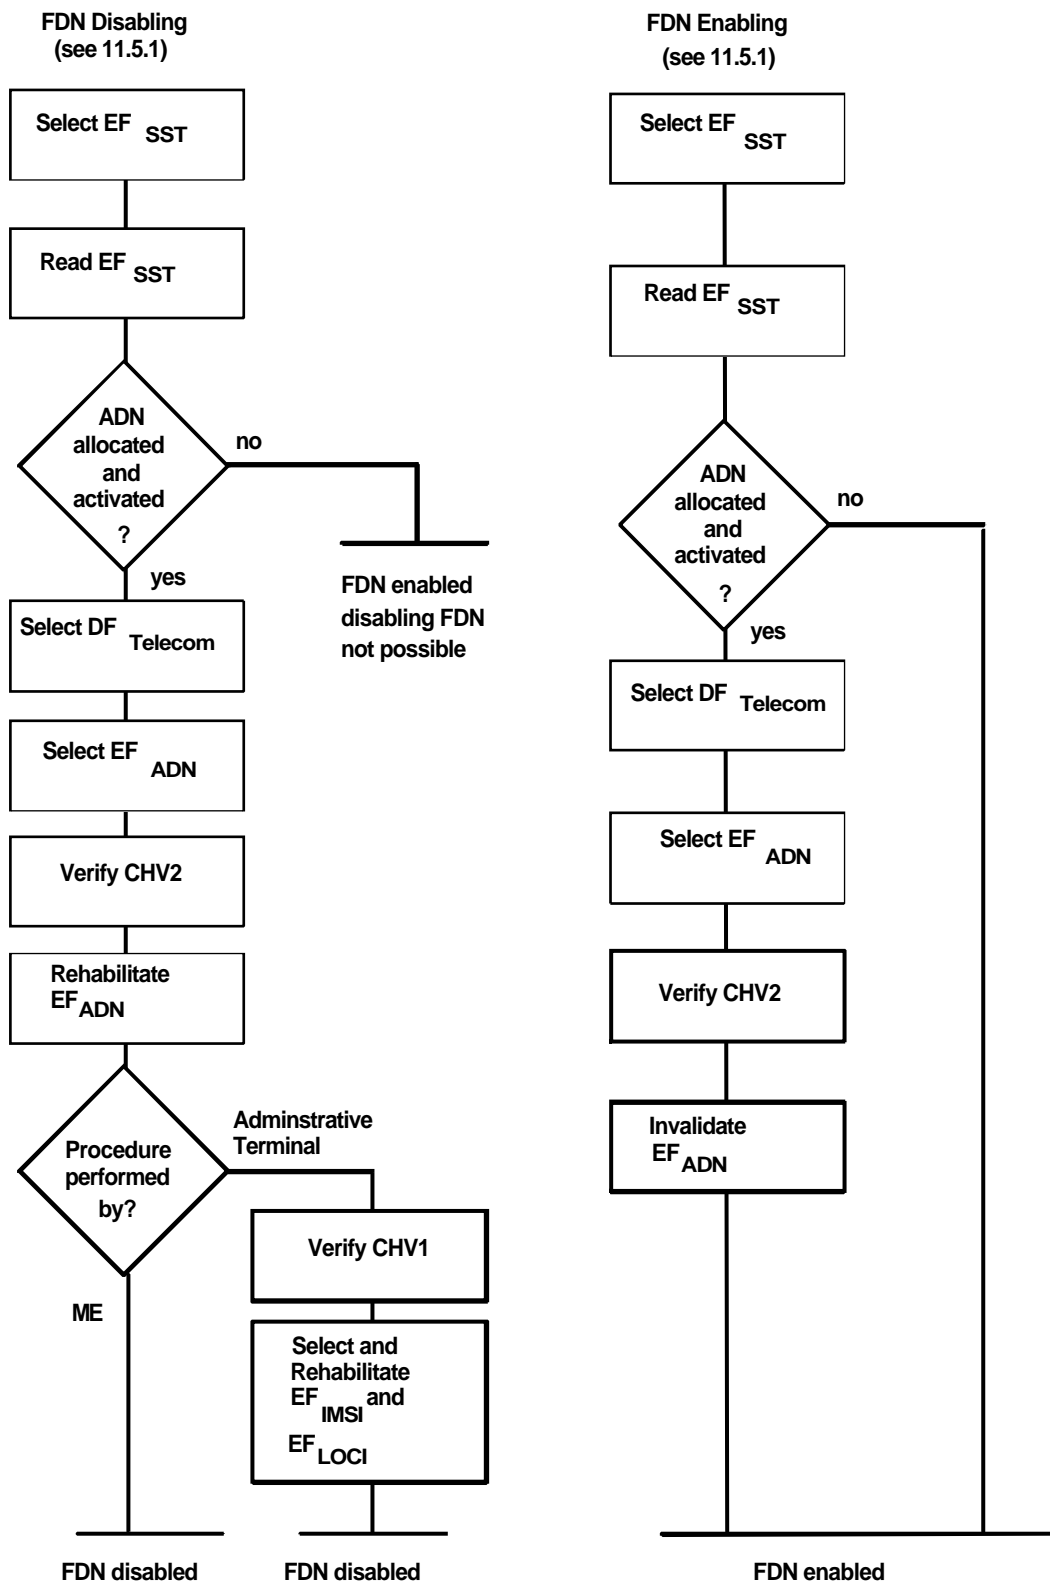 FDN Disabling
(see 11.5.1)
Select EF SST
Read EF SST
ADN
allocated
and
activated
?
no
yes
FDN enabled
disabling FDN
not possible
Select DF Telecom
Select EF ADN
Verify CHV2
Rehabilitate
EF ADN
Procedure
performed
by?
Adminstrative
Terminal
ME
Verify CHV1
Select and
Rehabilitate
EF IMSI and
EF LOCI
FDN disabled
FDN disabled
FDN Enabling
(see 11.5.1)
Select EF SST
Read EF SST
ADN
allocated
and
activated
?
no
yes
Select DF Telecom
Select EF ADN
Verify CHV2
Invalidate
EF ADN
FDN enabled